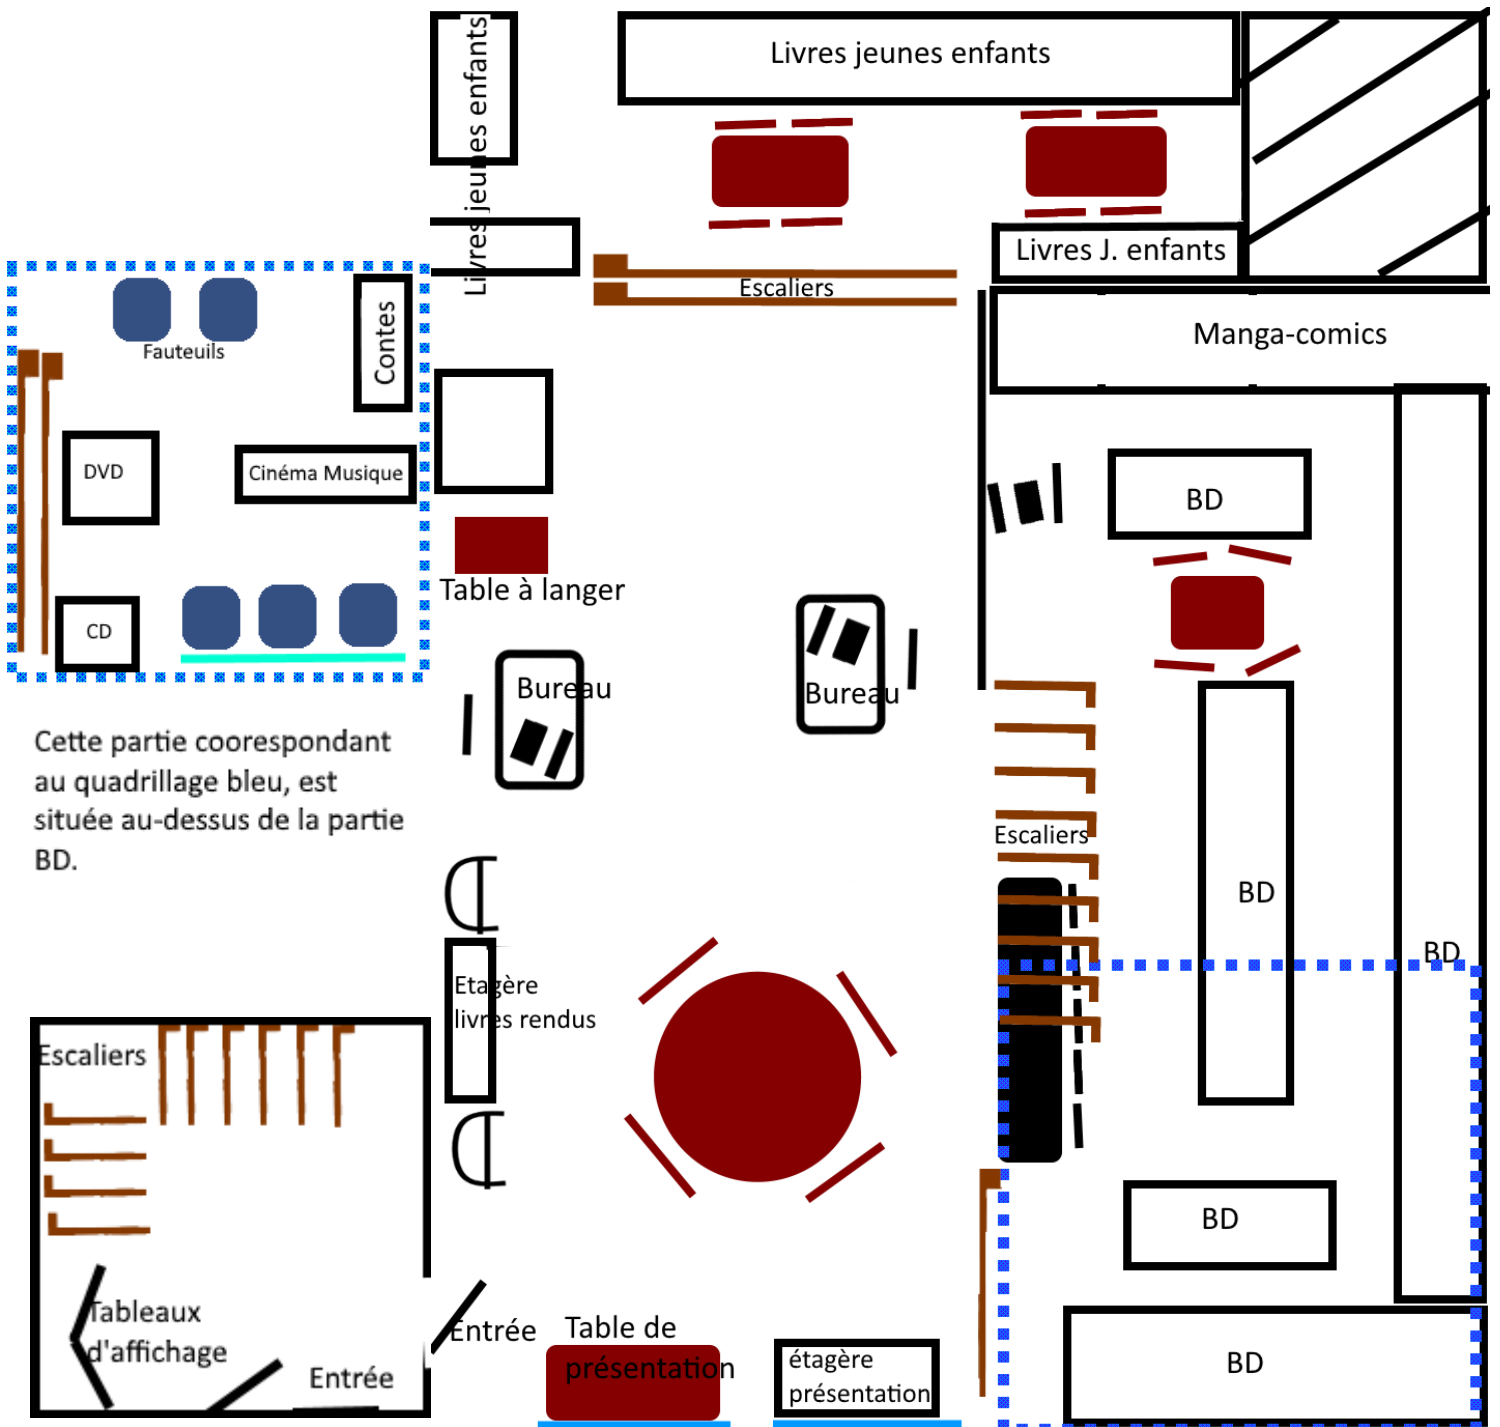 Livres jeunes enfants
Livres jeunes enfants
Livres J. enfants
Escaliers
Manga-comics
Fauteuils
Contes
DVD
Cinéma Musique
CD
BD
Table à langer
Bureau
Bureau
Cette partie coorespondant
au quadrillage bleu, est
située au-dessus de la partie
BD.
Escaliers
BD
BD
Etagère
livres rendus
Escaliers
BD
Tableaux
d'affichage
Entrée
Entrée
Table de
présentation
étagère
présentation
BD